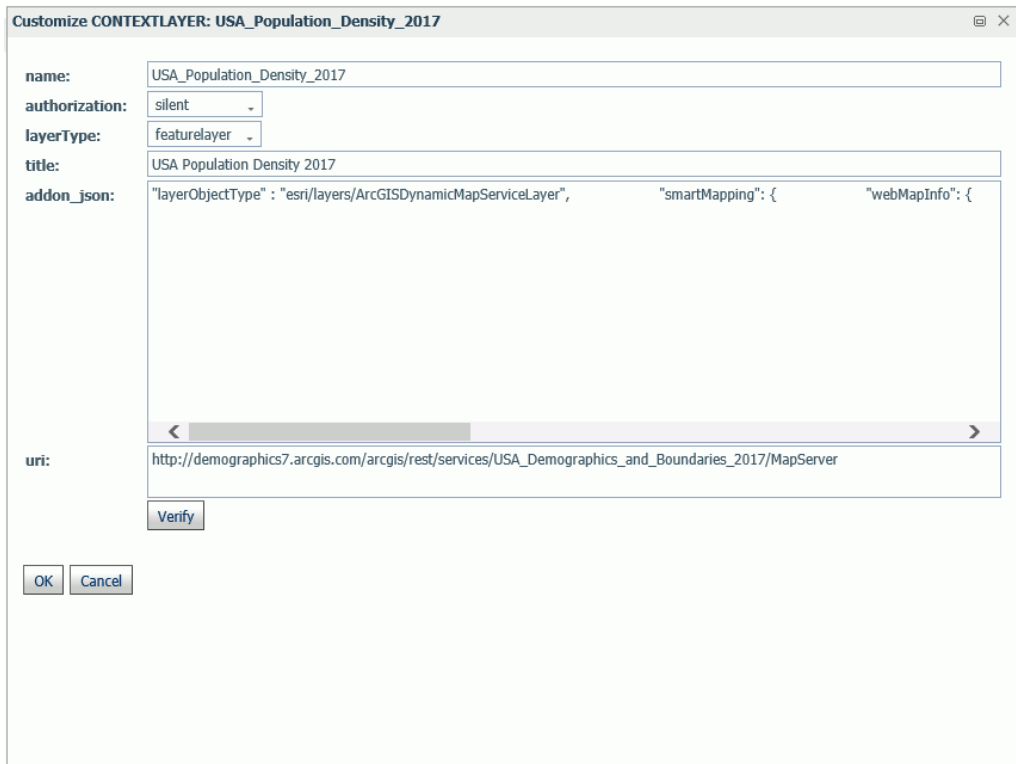 Customize CONTEXTLAYER: USA_Population_Density_2017
name: USA_Population_Density_2017
authorization: silent
layerType: featurelayer
title: USA Population Density 2017
addon_json: "layerObjectType" : "esri/layers/ArcGISDynamicMapServiceLayer", "smartMapping": { "webMapInfo": {
uri: http://demographics7.arcgis.com/arcgis/rest/services/USA_Demographics_and_Boundaries_2017/MapServer
Verify
OK Cancel